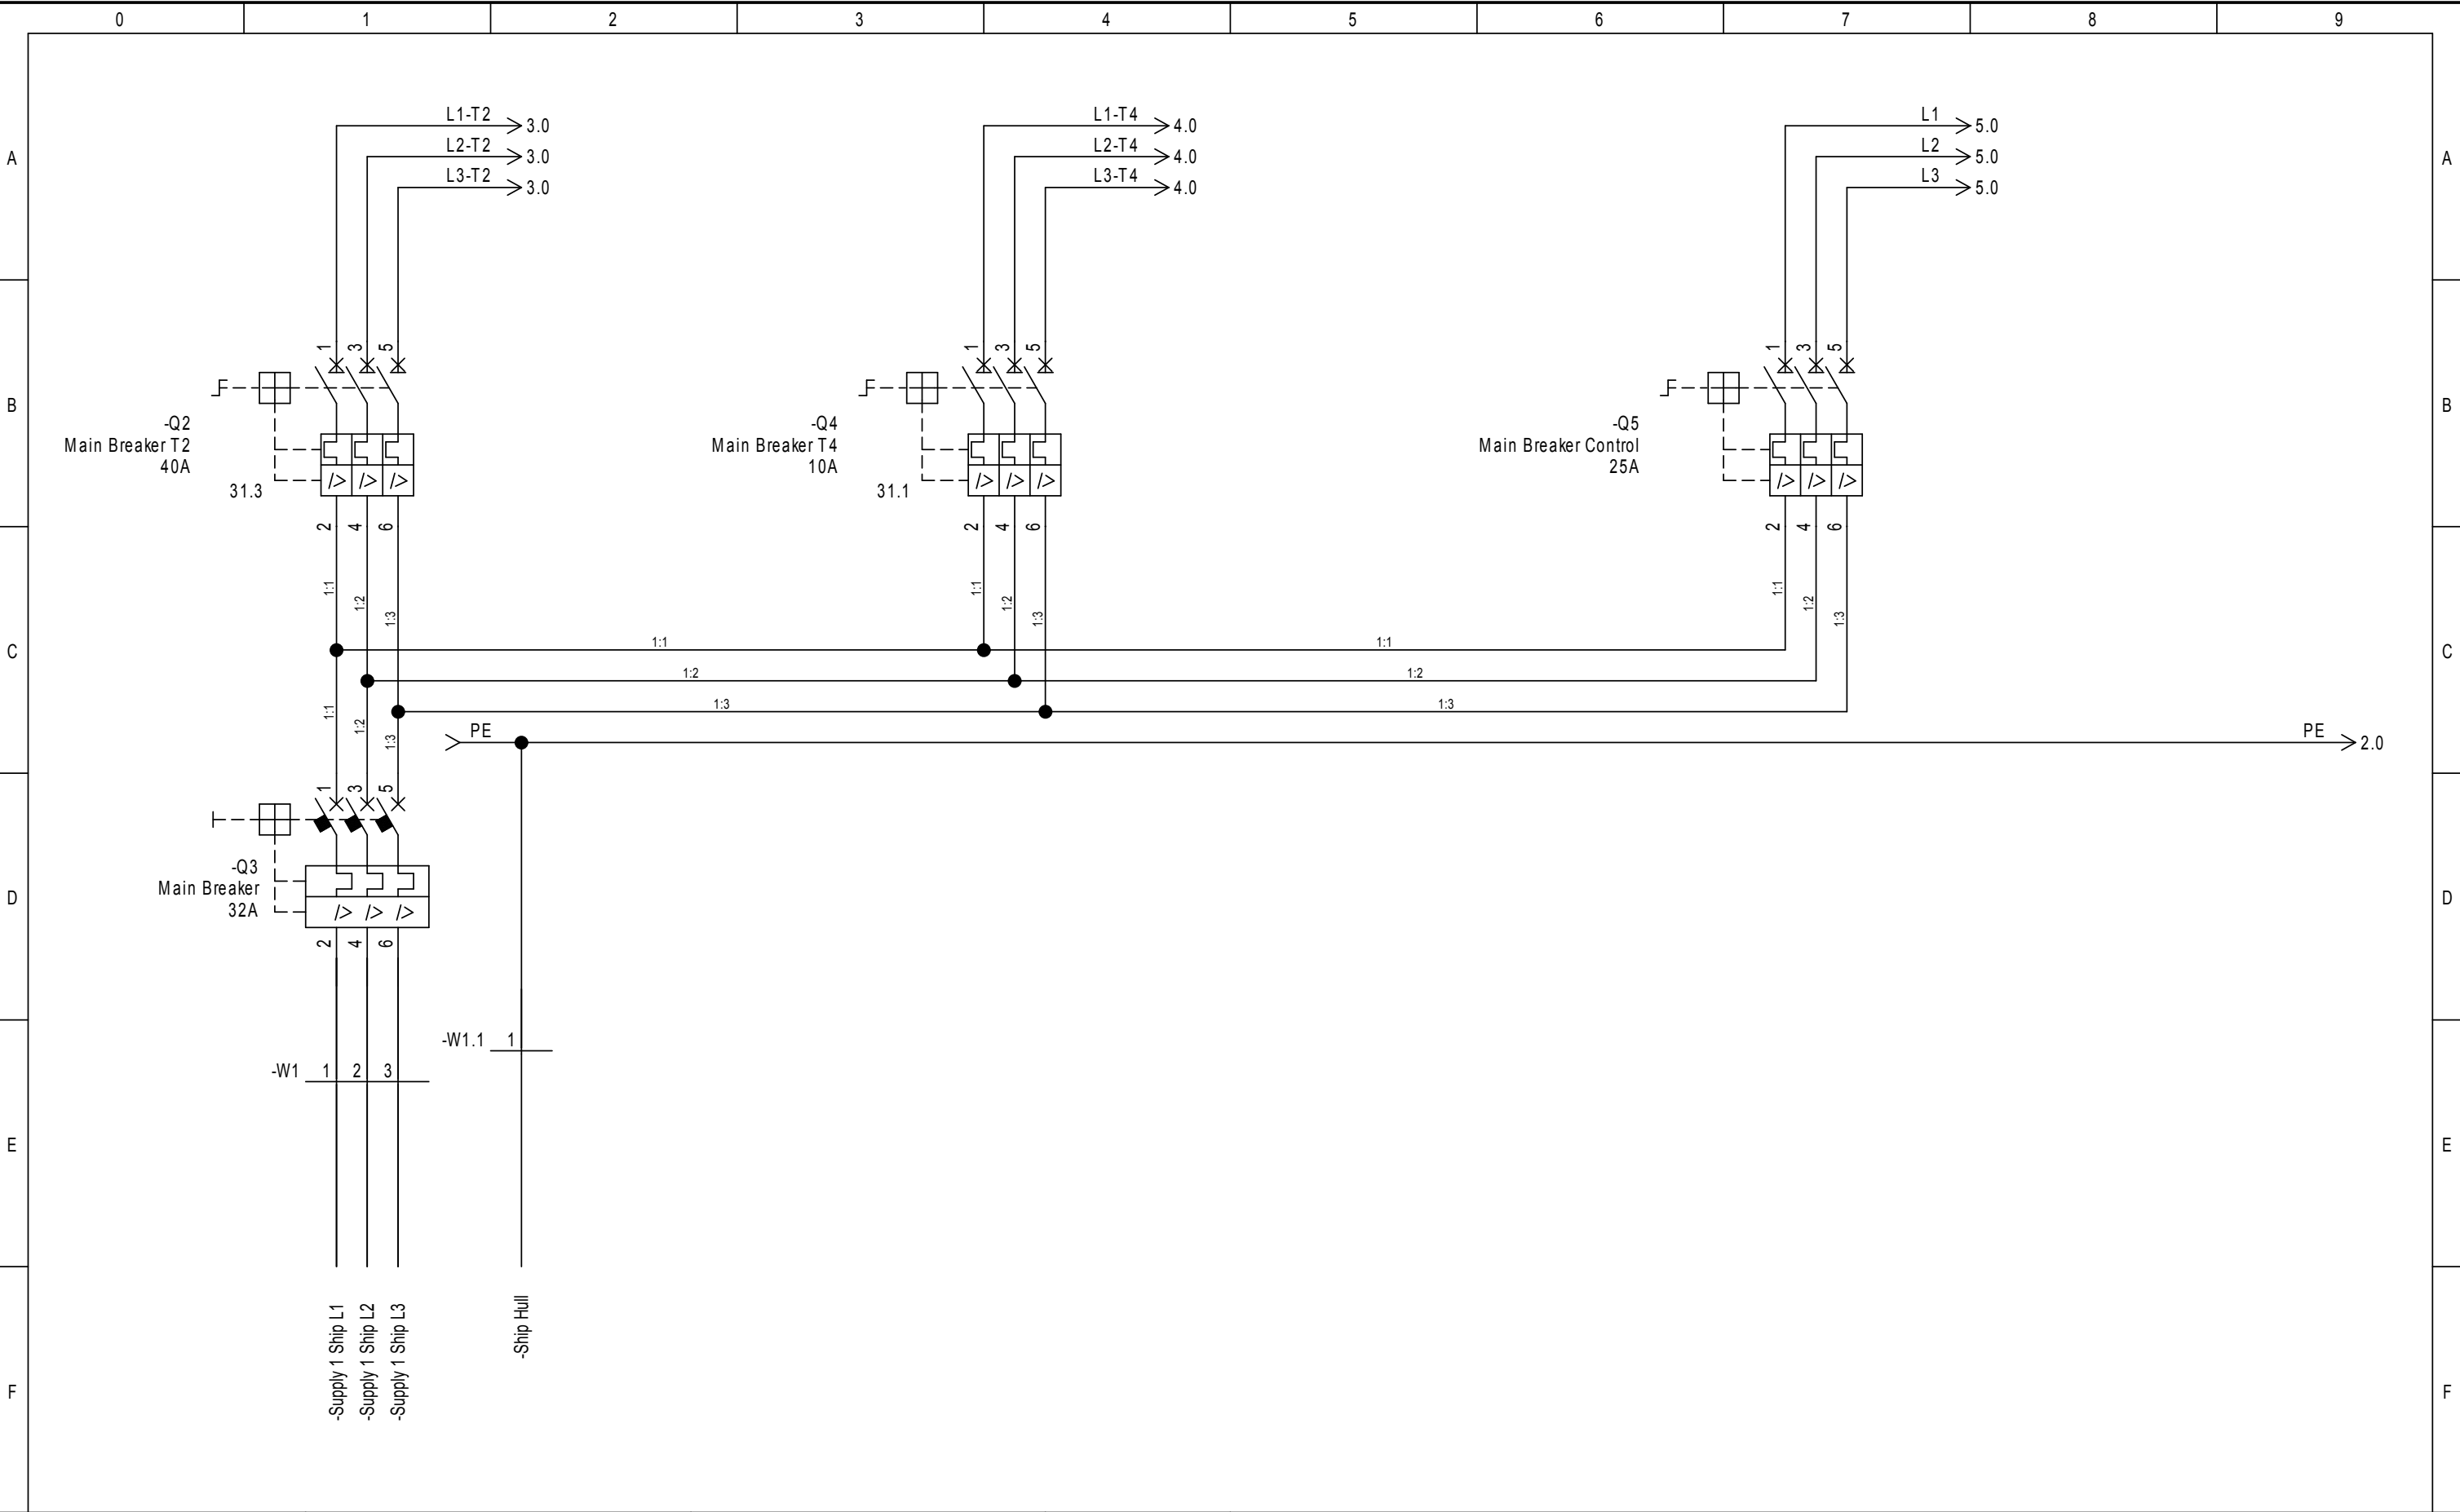 0 1 2 3 4 5 6 7 8 9
L1-T2 3.0 L1-T4 4.0 L1 5.0
A L2-T2 3.0 L2-T4 4.0 L2 5.0 A
L3-T2 3.0 L3-T4 4.0 L3 5.0
1 3 5 1 3 5 1 3 5
B B
-Q2 -Q4 -Q5
Main Breaker T2 Main Breaker T4 Main Breaker Control
40A 10A 25A
/> /> /> /> /> /> /> /> />
31.3 31.1
2 4 6 2 4 6 2 4 6
1:1 1:2 1:3 1:1 1:2 1:3 1:1 1:2 1:3
C 1:1 1:1 C
1:2 1:2
1:3 1:3
1:1 1:2 1:3
PE PE 2.0
1 3 5
-Q3
Main Breaker
32A
/> /> />
D D
2 4 6
-W1.1 1
-W1 1 2 3
E E
-Supply 1 Ship L1
-Supply 1 Ship L2
-Supply 1 Ship L3
-Ship Hull
F F